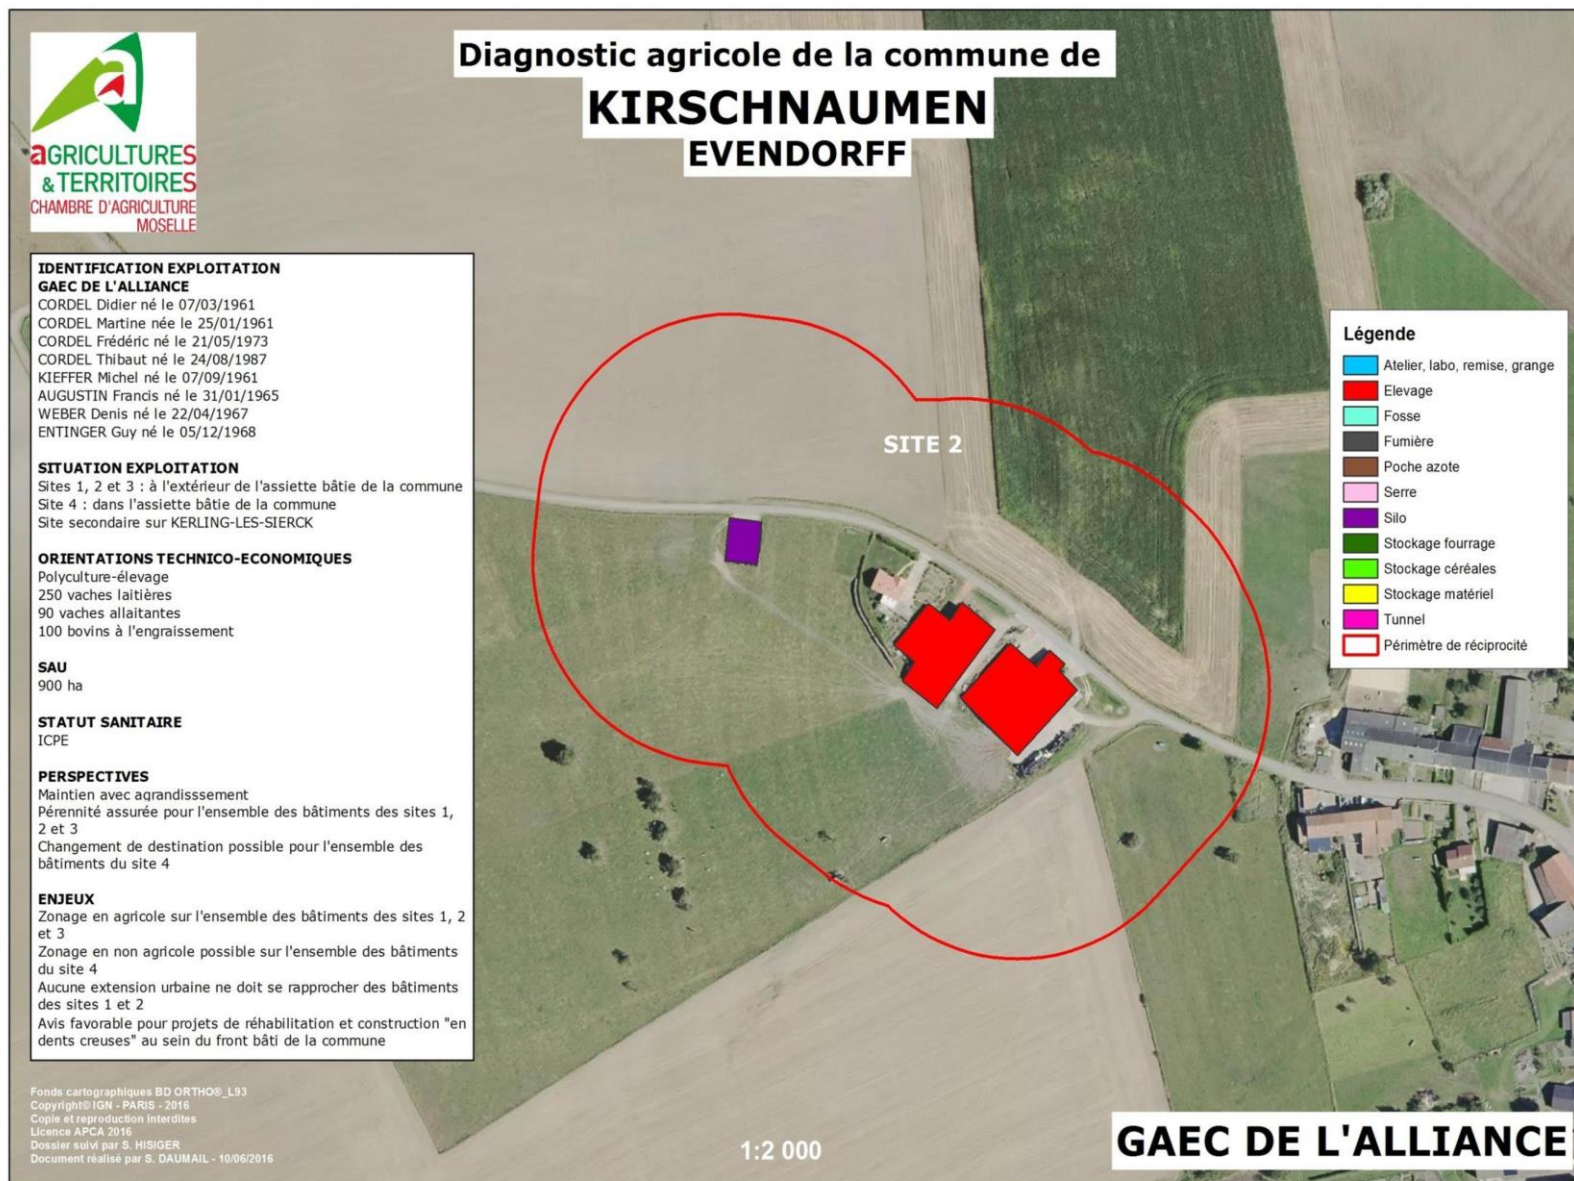 aGRICULTURES
& TERRITOIRES
CHAMBRE D'AGRICULTURE
MOSELLE
Diagnostic agricole de la commune de
KIRSCHNAUMEN
EVENDORFF
IDENTIFICATION EXPLOITATION
GAEC DE L'ALLIANCE
CORDEL Didier né le 07/03/1961
CORDEL Martine née le 25/01/1961
CORDEL Frédéric né le 21/05/1973
CORDEL Thibaut né le 24/08/1987
KIEFFER Michel né le 07/09/1961
AUGUSTIN Francis né le 31/01/1965
WEBER Denis né le 22/04/1967
ENTINGER Guy né le 05/12/1968
SITUATION EXPLOITATION
Sites 1, 2 et 3 : à l'extérieur de l'assiette bâtie de la commune
Site 4 : dans l'assiette bâtie de la commune
Site secondaire sur KERLING-LES-SIERCK
ORIENTATIONS TECHNICO-ECONOMIQUES
Polyculture-élevage
250 vaches laitières
90 vaches allaitantes
100 bovins à l'engraissement
SAU
900 ha
STATUT SANITAIRE
ICPE
PERSPECTIVES
Maintien avec agrandisssement
Pérennité assurée pour l'ensemble des bâtiments des sites 1,
2 et 3
Changement de destination possible pour l'ensemble des
bâtiments du site 4
ENJEUX
Zonage en agricole sur l'ensemble des bâtiments des sites 1, 2
et 3
Zonage en non agricole possible sur l'ensemble des bâtiments
du site 4
Aucune extension urbaine ne doit se rapprocher des bâtiments
des sites 1 et 2
Avis favorable pour projets de réhabilitation et construction "en
dents creuses" au sein du front bâti de la commune
SITE 2
Légende
Atelier, labo, remise, grange
Elevage
Fosse
Fumière
Poche azote
Serre
Silo
Stockage fourrage
Stockage céréales
Stockage matériel
Tunnel
Périmètre de réciprocité
Fonds cartographiques BD ORTHO®_L93
Copyright© IGN - PARIS - 2016
Copie et reproduction interdites
Licence APCA 2016
Dossier suivi par S. HISIGER
Document réalisé par S. DAUMAIL - 10/06/2016
1:2 000
GAEC DE L'ALLIANCE